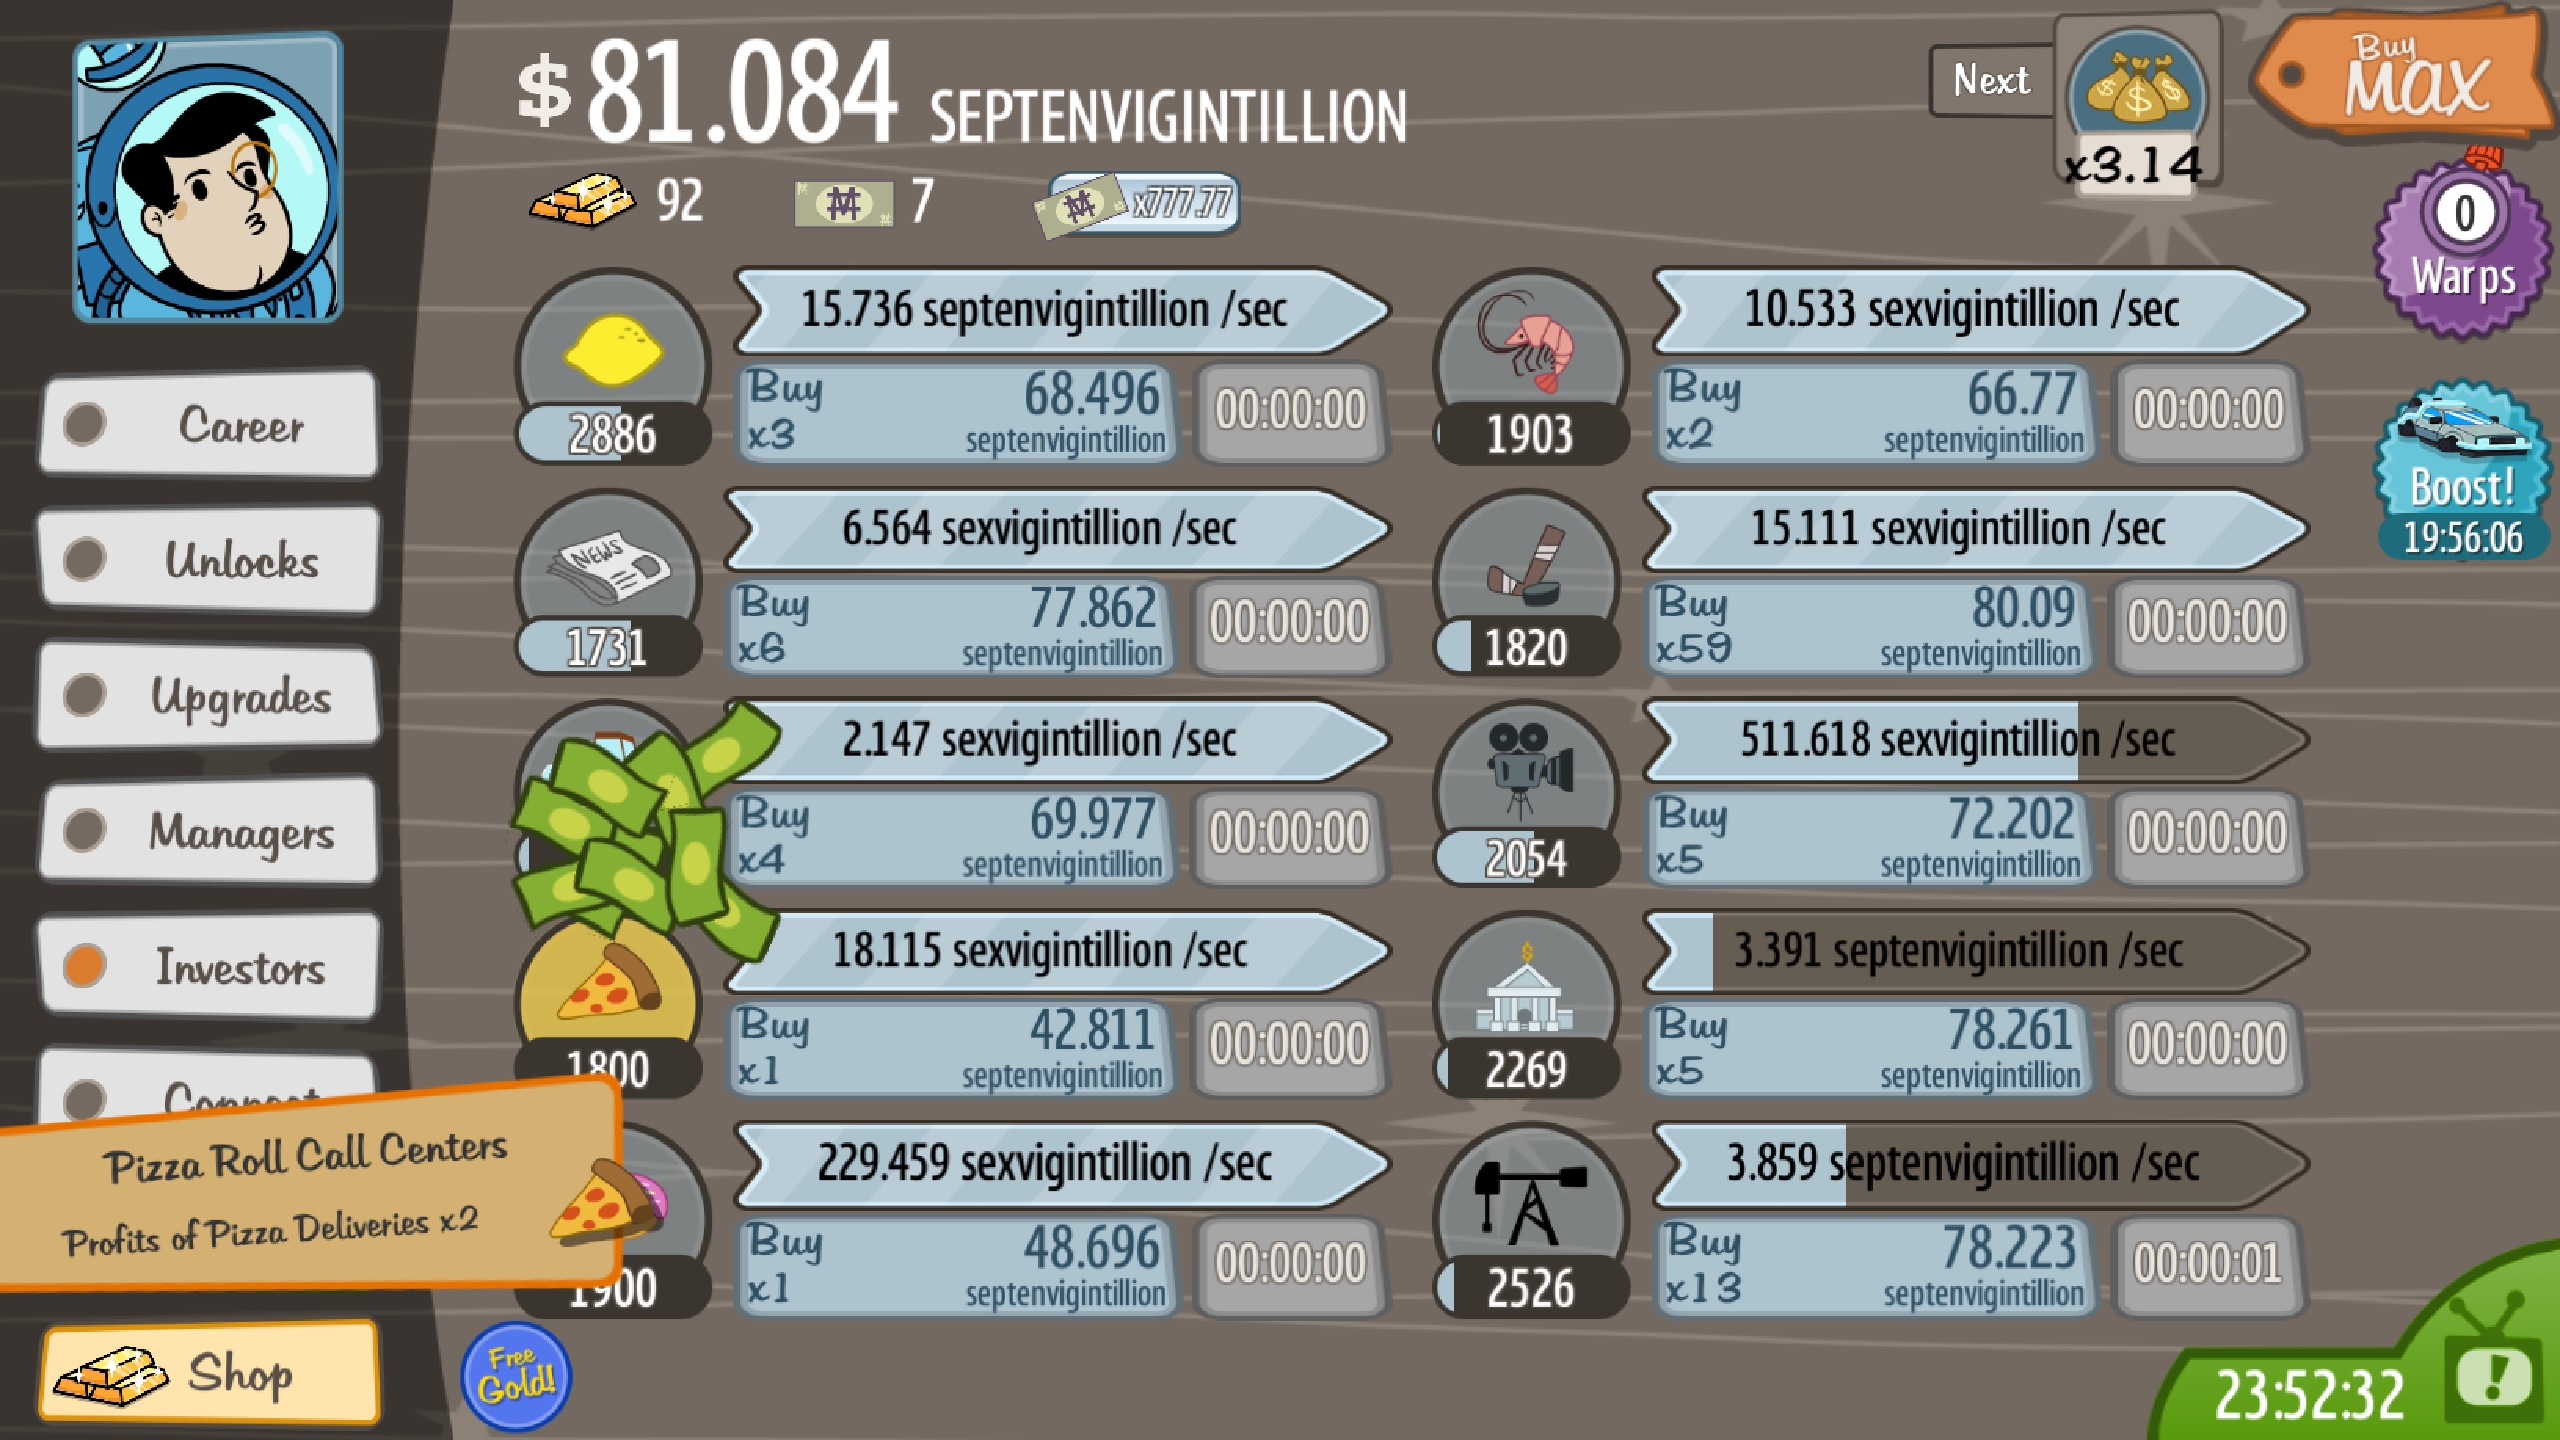 $81.084 SEPTENVIGINTILLION
Next
x3.14
Buy
MAX
92
7
x777.77
0
Warps
Boost!
19:56:06
Career
Unlocks
Upgrades
Managers
Investors
Connect
Pizza Roll Call Centers
Profits of Pizza Deliveries x2
Shop
Free
Gold!
2886
15.736 septenvigintillion /sec
Buy
x3
68.496
septenvigintillion
00:00:00
NEWS
1731
6.564 sexvigintillion /sec
Buy
x6
77.862
septenvigintillion
00:00:00
2.147 sexvigintillion /sec
Buy
x4
69.977
septenvigintillion
00:00:00
1800
18.115 sexvigintillion /sec
Buy
x1
42.811
septenvigintillion
00:00:00
1900
229.459 sexvigintillion /sec
Buy
x1
48.696
septenvigintillion
00:00:00
1903
10.533 sexvigintillion /sec
Buy
x2
66.77
septenvigintillion
00:00:00
1820
15.111 sexvigintillion /sec
Buy
x59
80.09
septenvigintillion
00:00:00
2054
511.618 sexvigintillion /sec
Buy
x5
72.202
septenvigintillion
00:00:00
2269
3.391 septenvigintillion /sec
Buy
x5
78.261
septenvigintillion
00:00:00
2526
3.859 septenvigintillion /sec
Buy
x13
78.223
septenvigintillion
00:00:01
23:52:32